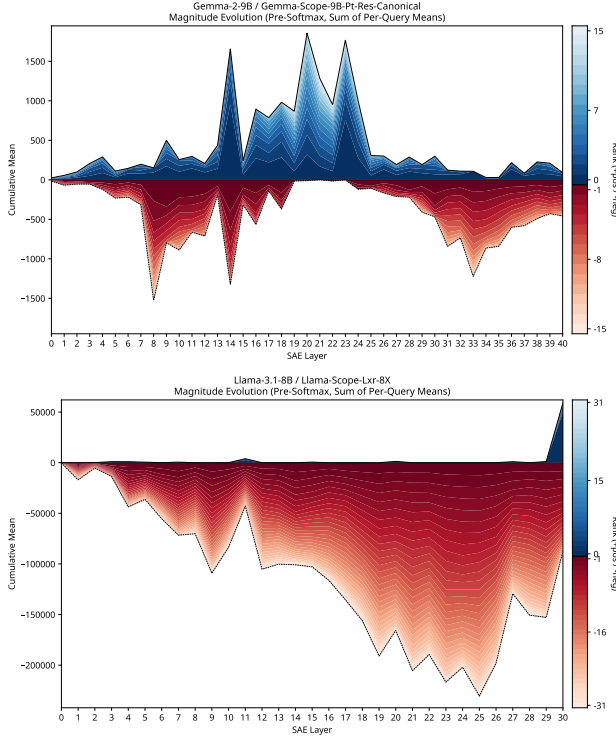 Gemma-2-9B / Gemma-Scope-9B-Pt-Res-Canonical
Magnitude Evolution (Pre-Softmax, Sum of Per-Query Means)
Cumulative Mean
1500
1000
500
0
−500
−1000
−1500
0 1 2 3 4 5 6 7 8 9 10 11 12 13 14 15 16 17 18 19 20 21 22 23 24 25 26 27 28 29 30 31 32 33 34 35 36 37 38 39 40
SAE Layer
15
7
0
-1
-8
-15
Llama-3.1-8B / Llama-Scope-Lxr-8X
Magnitude Evolution (Pre-Softmax, Sum of Per-Query Means)
Cumulative Mean
50000
0
−50000
−100000
−150000
−200000
0 1 2 3 4 5 6 7 8 9 10 11 12 13 14 15 16 17 18 19 20 21 22 23 24 25 26 27 28 29 30
SAE Layer
31
15
0
-1
-16
-31